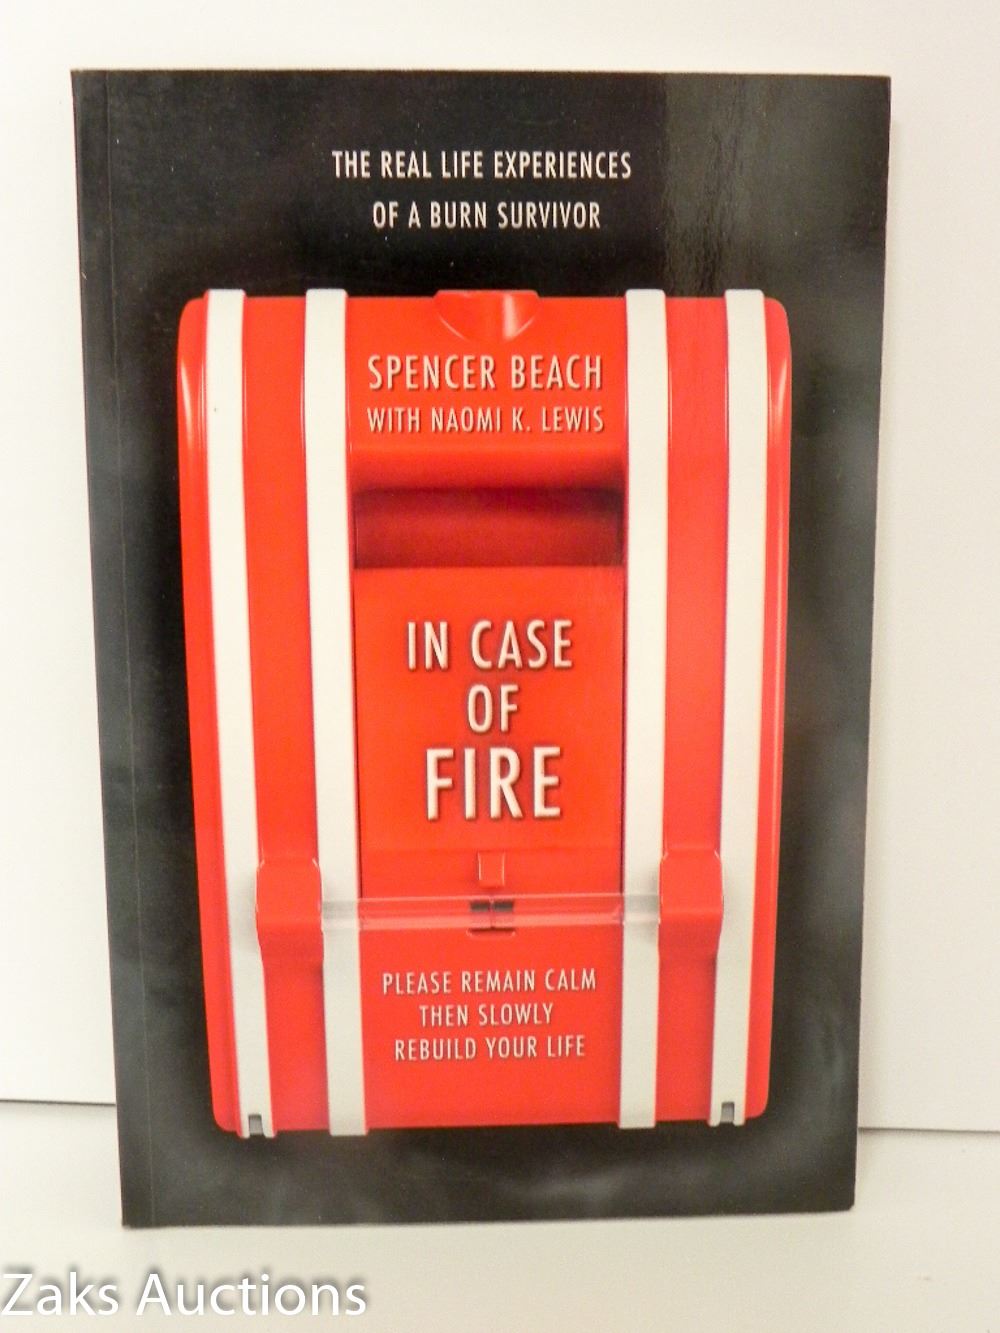 THE REAL LIFE EXPERIENCES
OF A BURN SURVIVOR
SPENCER BEACH
WITH NAOMI K. LEWIS
IN CASE
OF
FIRE
PLEASE REMAIN CALM
THEN SLOWLY
REBUILD YOUR LIFE
Zaks Auctions